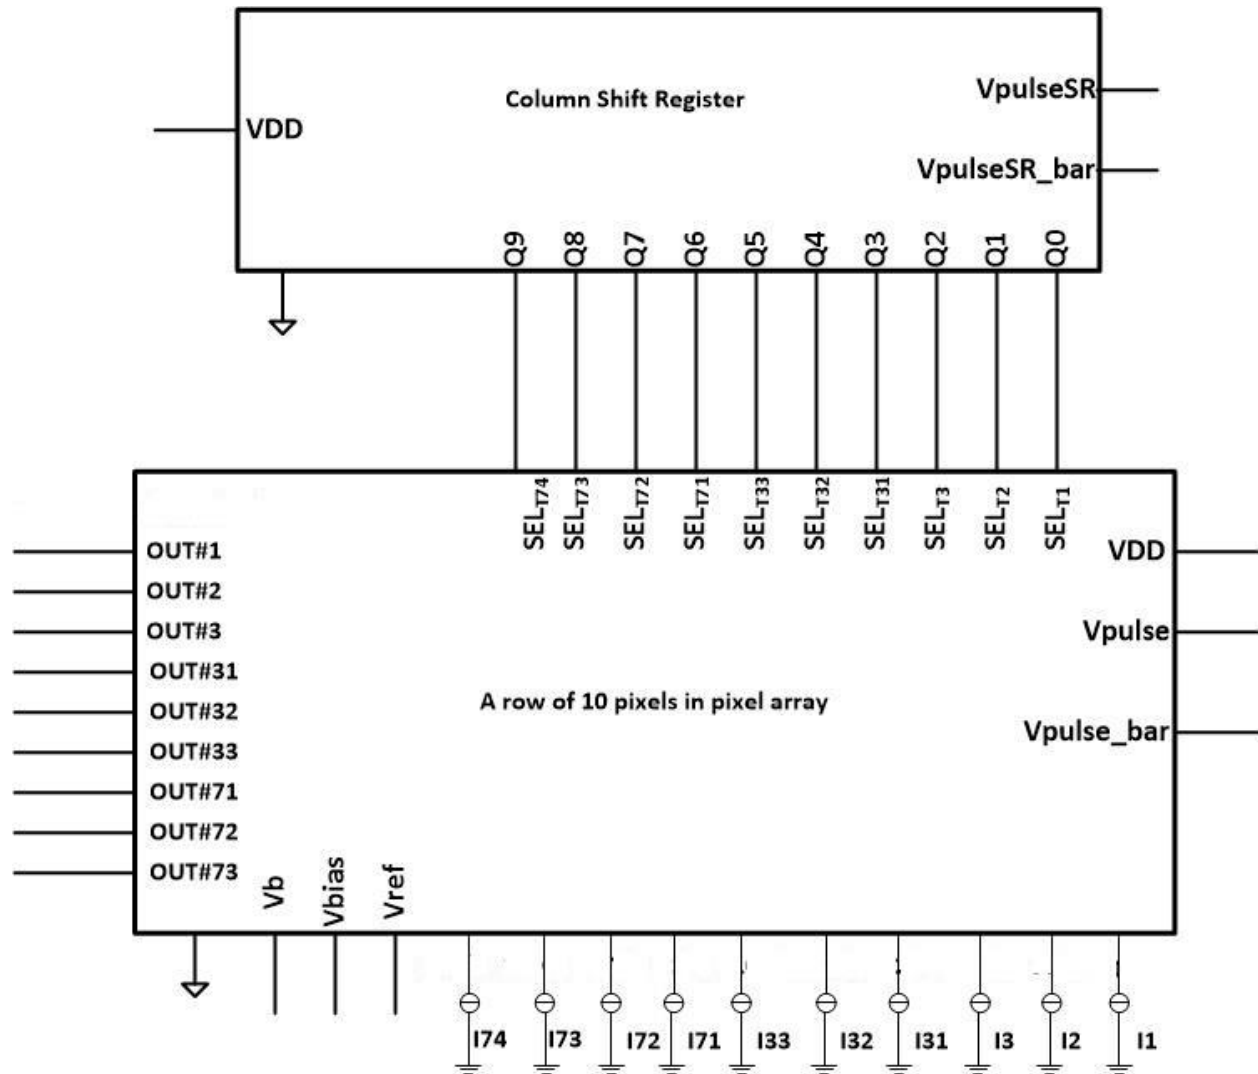 Column Shift Register
VpulseSR
VDD
VpulseSR_bar
Q9 Q8 Q7 Q6 Q5 Q4 Q3 Q2 Q1 Q0
SELT74 SELT73 SELT72 SELT71 SELT33 SELT32 SELT31 SELT3 SELT2 SELT1
OUT#1
VDD
OUT#2
OUT#3
Vpulse
OUT#31
OUT#32
A row of 10 pixels in pixel array
OUT#33
Vpulse_bar
OUT#71
OUT#72
OUT#73
Vb Vbias Vref
I74 I73 I72 I71 I33 I32 I31 I3 I2 I1